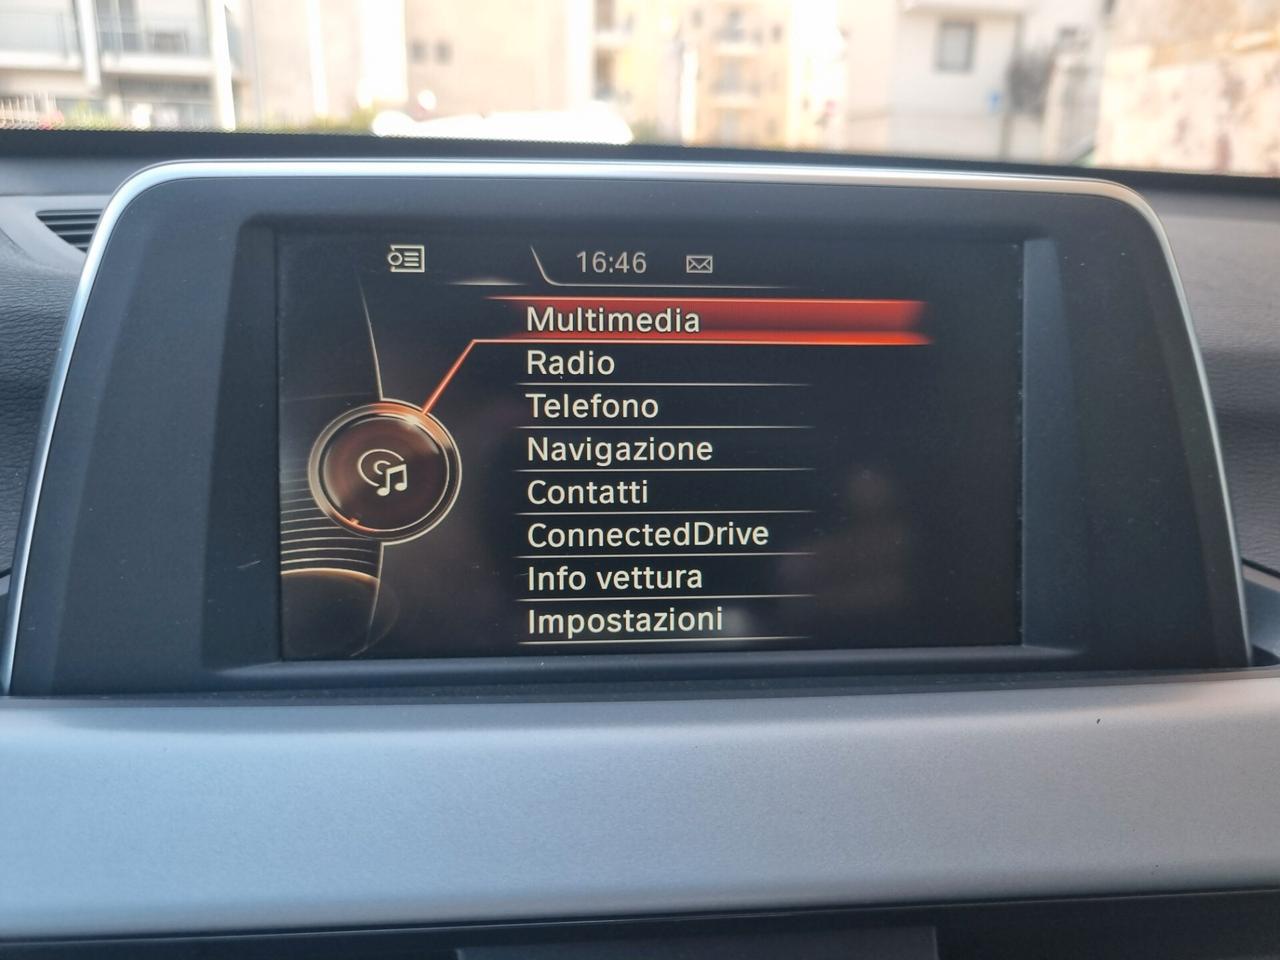 16:46
Multimedia
Radio
Telefono
Navigazione
Contatti
ConnectedDrive
Info vettura
Impostazioni